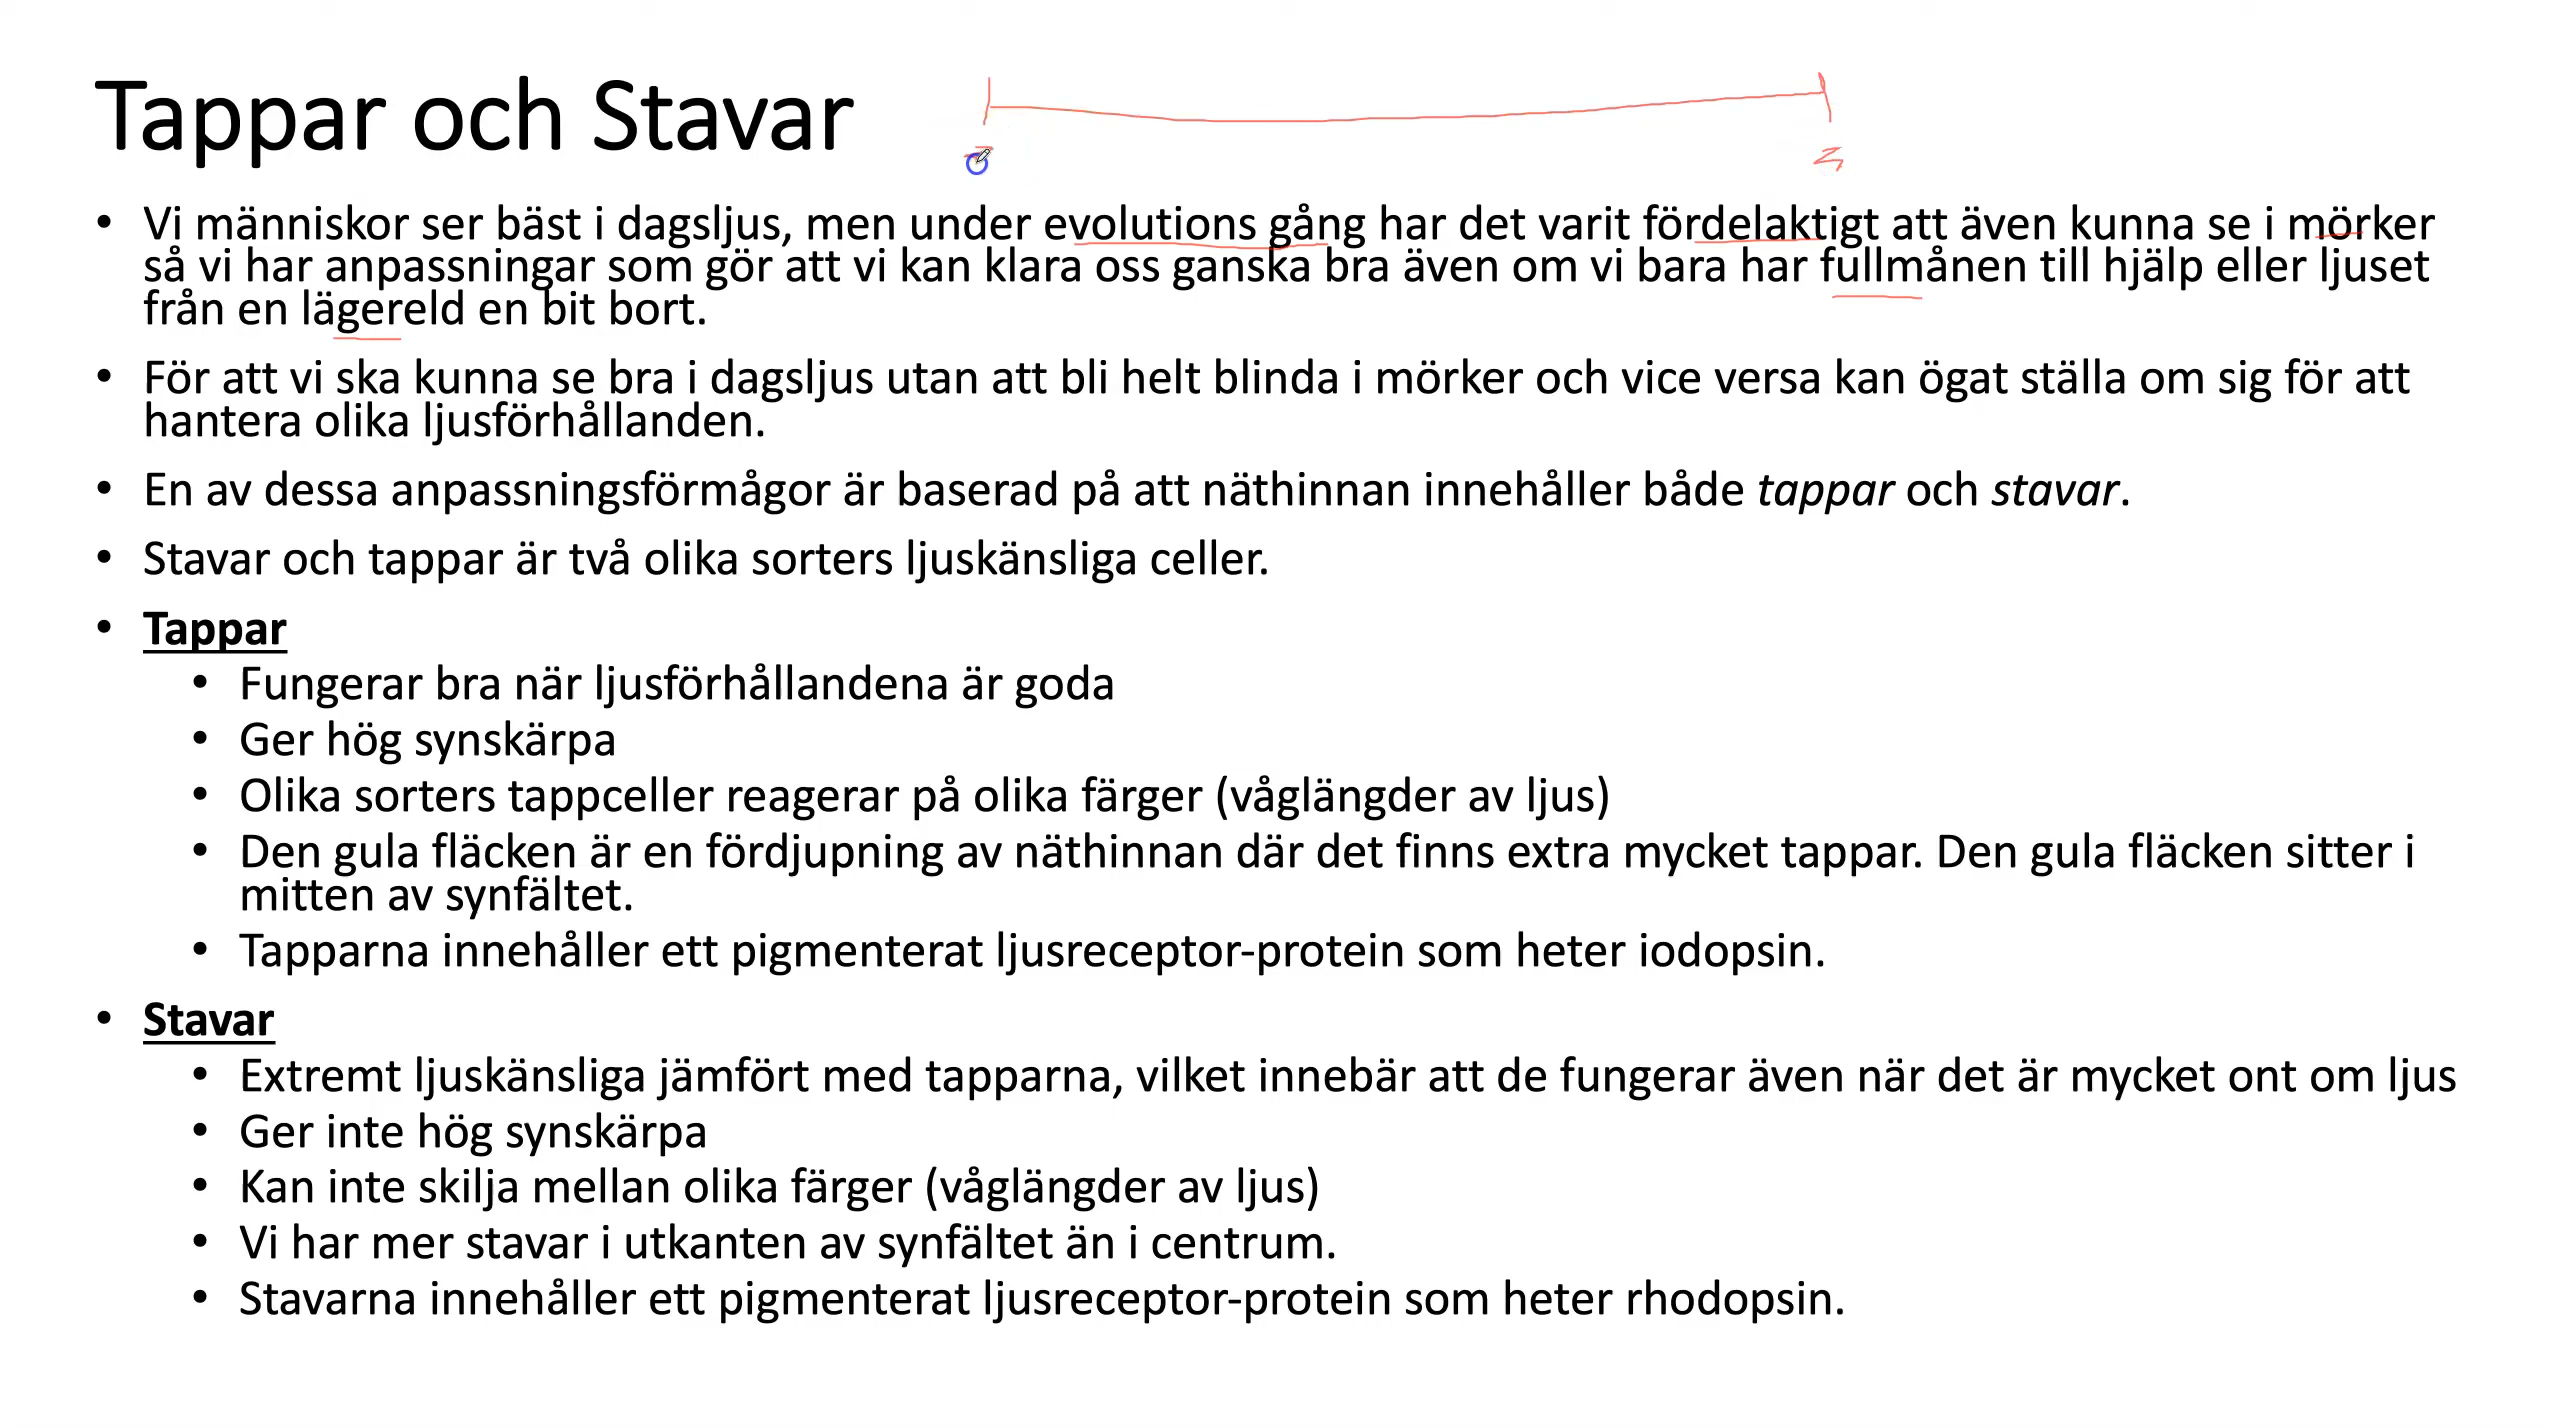 Tappar och Stavar
• Vi människor ser bäst i dagsljus, men under evolutions gång har det varit fördelaktigt att även kunna se i mörker
så vi har anpassningar som gör att vi kan klara oss ganska bra även om vi bara har fullmånen till hjälp eller ljuset
från en lägereld en bit bort.
• För att vi ska kunna se bra i dagsljus utan att bli helt blinda i mörker och vice versa kan ögat ställa om sig för att
hantera olika ljusförhållanden.
• En av dessa anpassningsförmågor är baserad på att näthinnan innehåller både tappar och stavar.
• Stavar och tappar är två olika sorters ljuskänsliga celler.
• Tappar
• Fungerar bra när ljusförhållandena är goda
• Ger hög synskärpa
• Olika sorters tappceller reagerar på olika färger (våglängder av ljus)
• Den gula fläcken är en fördjupning av näthinnan där det finns extra mycket tappar. Den gula fläcken sitter i
mitten av synfältet.
• Tapparna innehåller ett pigmenterat ljusreceptor-protein som heter iodopsin.
• Stavar
• Extremt ljuskänsliga jämfört med tapparna, vilket innebär att de fungerar även när det är mycket ont om ljus
• Ger inte hög synskärpa
• Kan inte skilja mellan olika färger (våglängder av ljus)
• Vi har mer stavar i utkanten av synfältet än i centrum.
• Stavarna innehåller ett pigmenterat ljusreceptor-protein som heter rhodopsin.